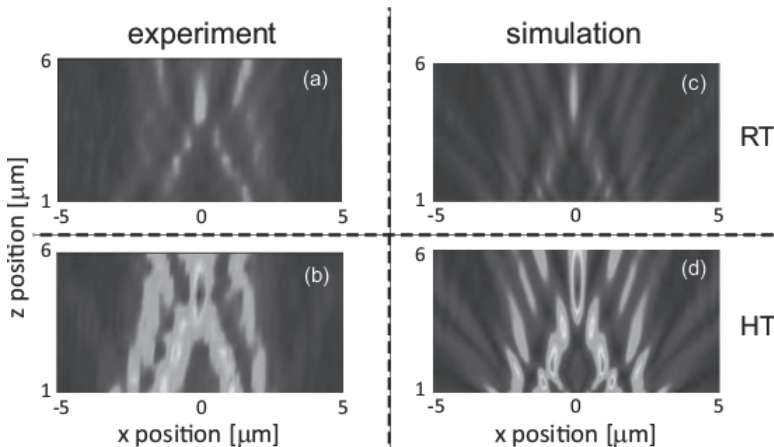 experiment
simulation
6
(a)
6
(c)
RT
1
1
-5
0
5
-5
0
5
z position [μm]
6
(b)
6
(d)
HT
1
1
-5
0
5
-5
0
5
x position [μm]
x position [μm]